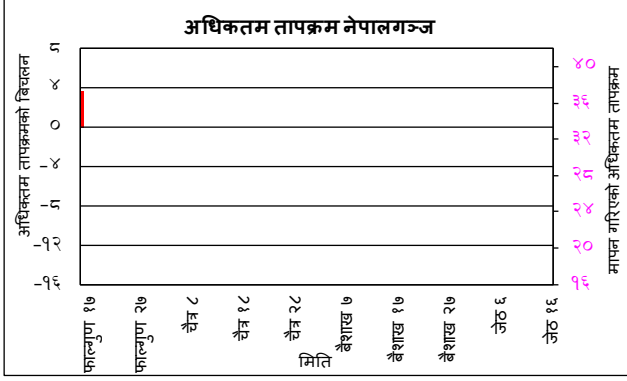 अधिकतम तापक्रम नेपालगञ्ज
अधिकतम तापक्रमको बिचलन
८
४
०
-४
-८
-१२
-१६
४०
३६
३२
२८
२४
२०
१६
मापन गरिएको अधिकतम तापक्रम
फाल्गुण १७
फाल्गुण २७
चैत्र ८
चैत्र १८
चैत्र २८
बैशाख ७
बैशाख १७
बैशाख २७
जेठ ६
जेठ १६
मिति